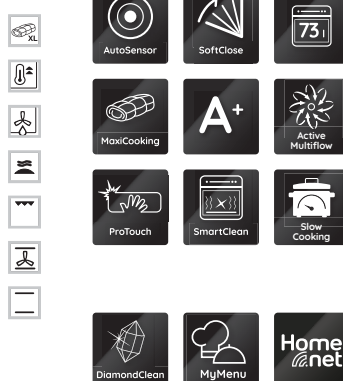 AutoSensor
SoftClose
73 l
XL
MaxiCooking
A+
Active
Multiflow
ProTouch
SmartClean
Slow
Cooking
DiamondClean
MyMenu
Home
net